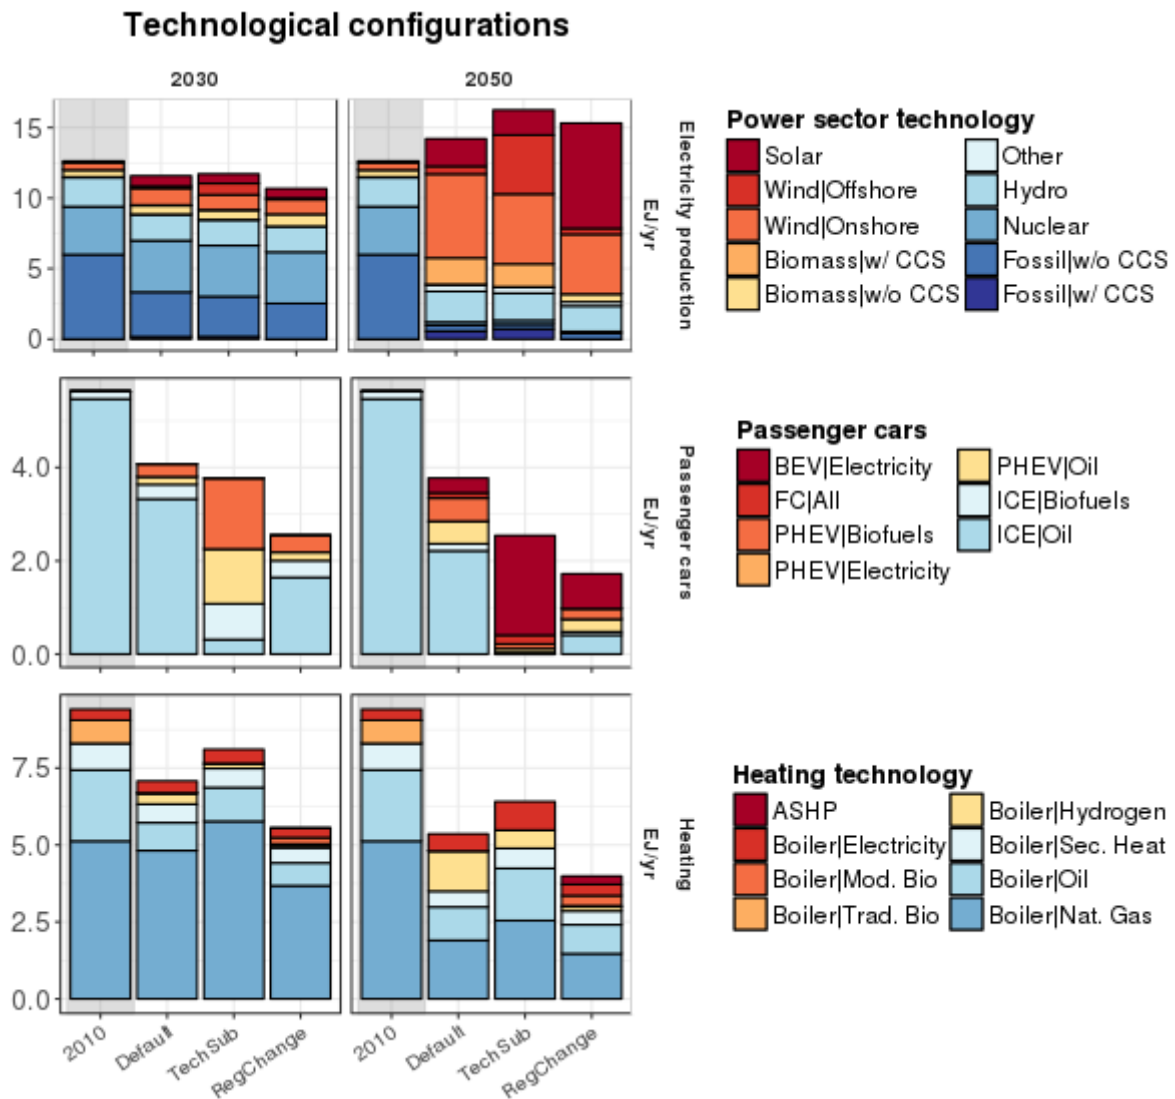 Technological configurations
2030
2050
15
10
5
0
Electricity production
EJ/yr
Power sector technology
Solar
Wind|Offshore
Wind|Onshore
Biomass|w/ CCS
Biomass|w/o CCS
Other
Hydro
Nuclear
Fossil|w/o CCS
Fossil|w/ CCS
4.0
2.0
0.0
Passenger cars
EJ/yr
Passenger cars
BEV|Electricity
FC|All
PHEV|Biofuels
PHEV|Electricity
PHEV|Oil
ICE|Biofuels
ICE|Oil
7.5
5.0
2.5
0.0
Heating
EJ/yr
Heating technology
ASHP
Boiler|Electricity
Boiler|Mod. Bio
Boiler|Trad. Bio
Boiler|Hydrogen
Boiler|Sec. Heat
Boiler|Oil
Boiler|Nat. Gas
2010
Default
TechSub
RegChange
2010
Default
TechSub
RegChange